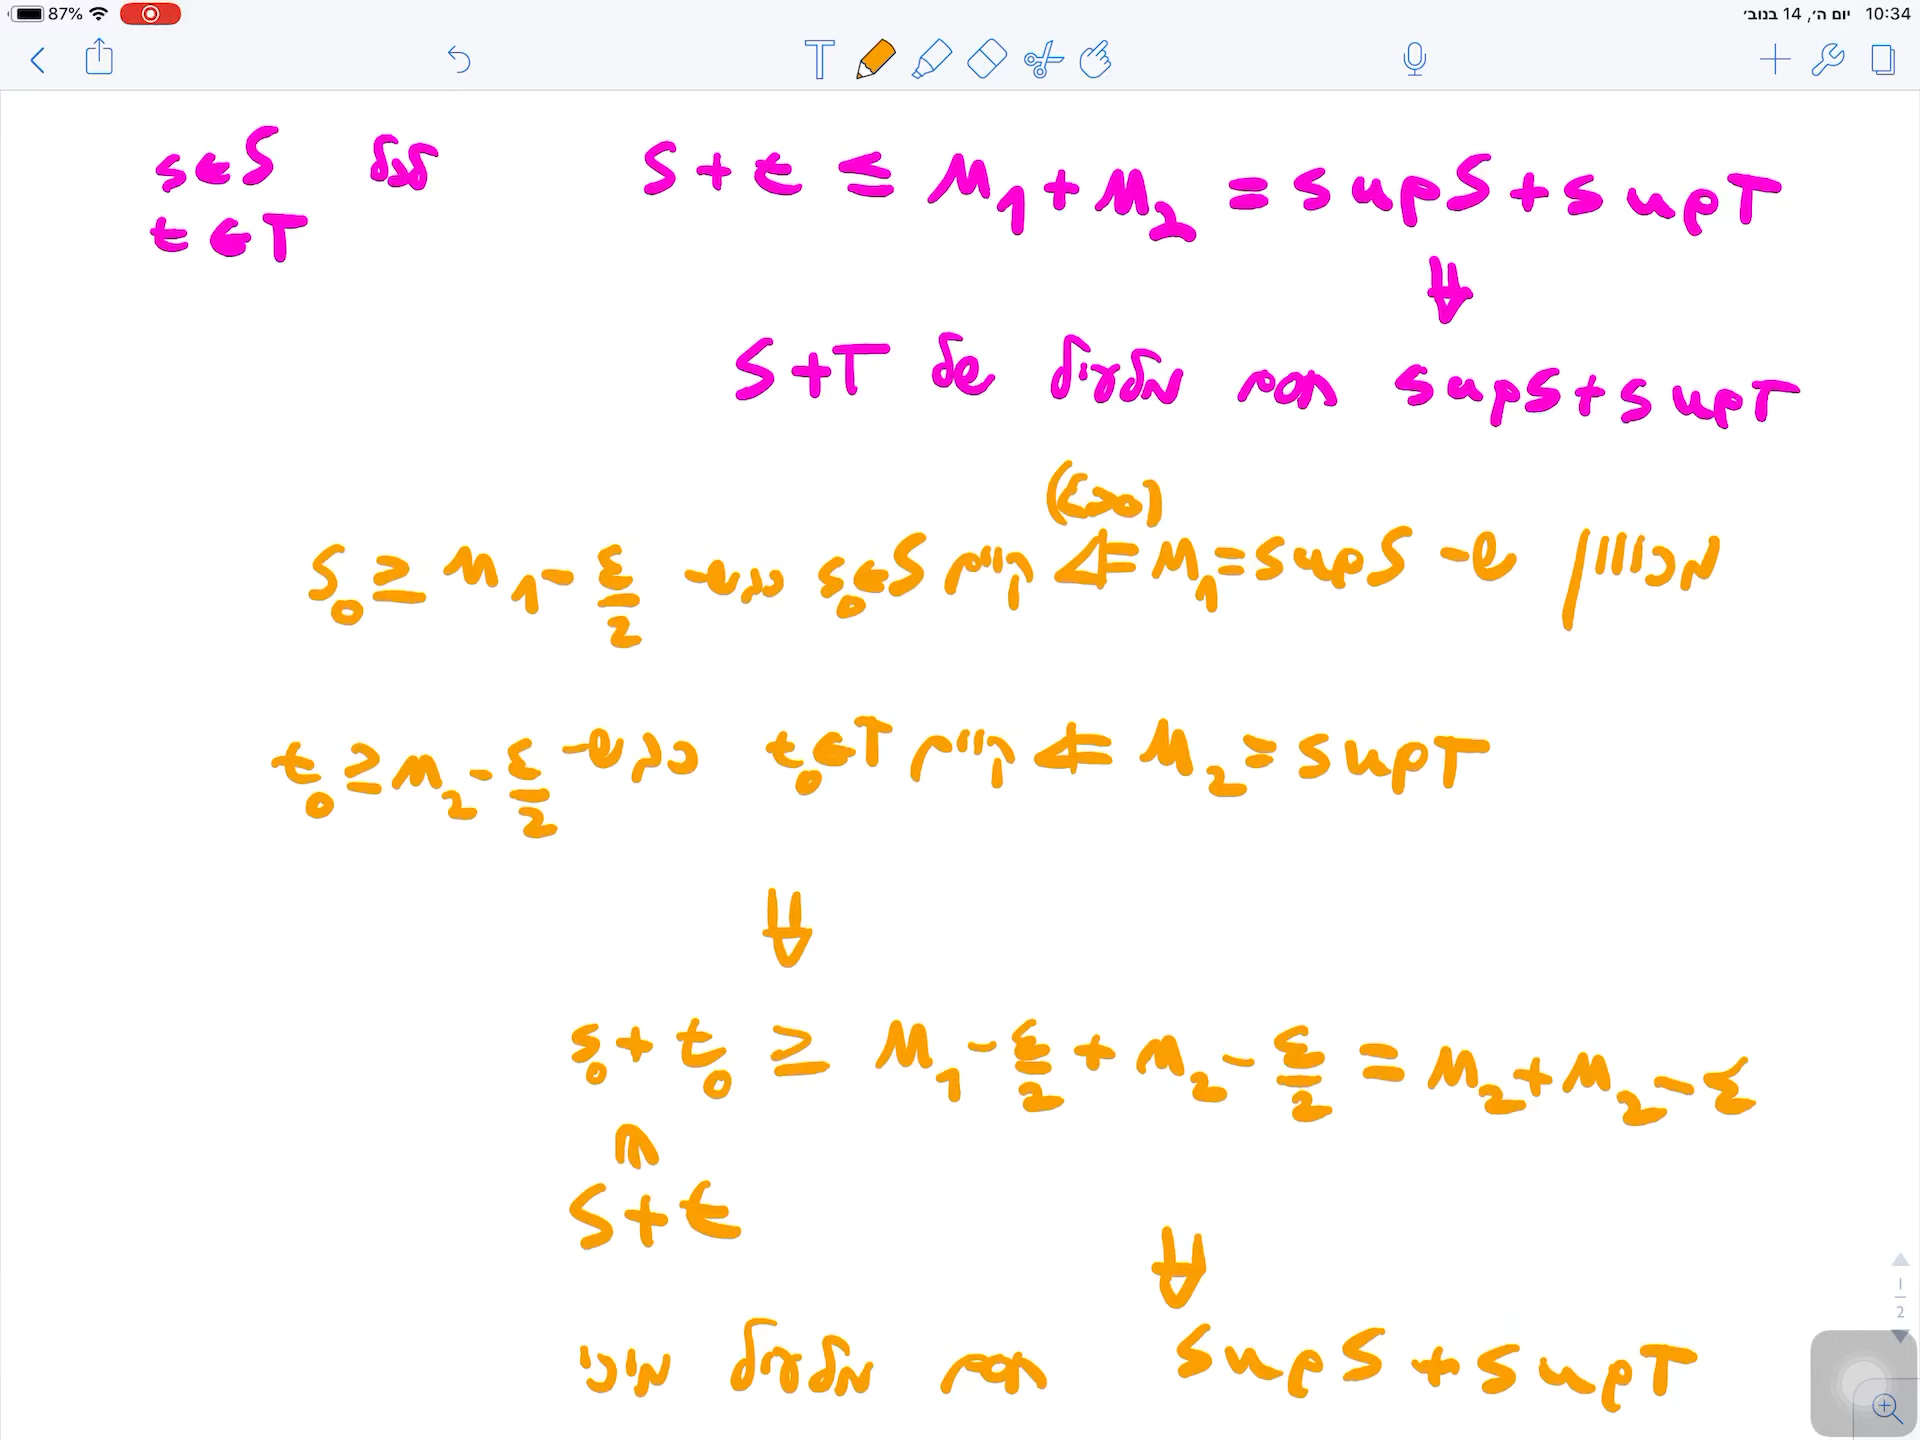 87% יום ה׳, 14 בנוב׳ 10:34
T
s∈S לכל s+t ≤ M₁+M₂ = supS+supT
t∈T
⇓
supS+supT חסם מלעיל של S+T
(ε>0)
מכיוון ש- M₁=supS ⇐ קיים s₀∈S כך ש- s₀ ≥ M₁-ε/2
M₂=supT ⇐ קיים t₀∈T כך ש- t₀ ≥ M₂-ε/2
⇓
s₀+t₀ ≥ M₁-ε/2+M₂-ε/2 = M₂+M₂-ε
S+t
⇓
supS+supT חסם מלעיל מינ׳
1
2